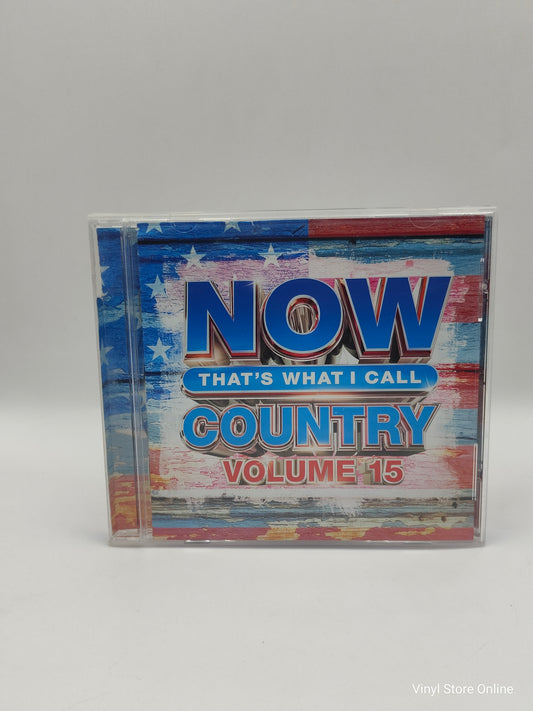 NOW
THAT'S WHAT I CALL
COUNTRY
VOLUME 15
Vinyl Store Online